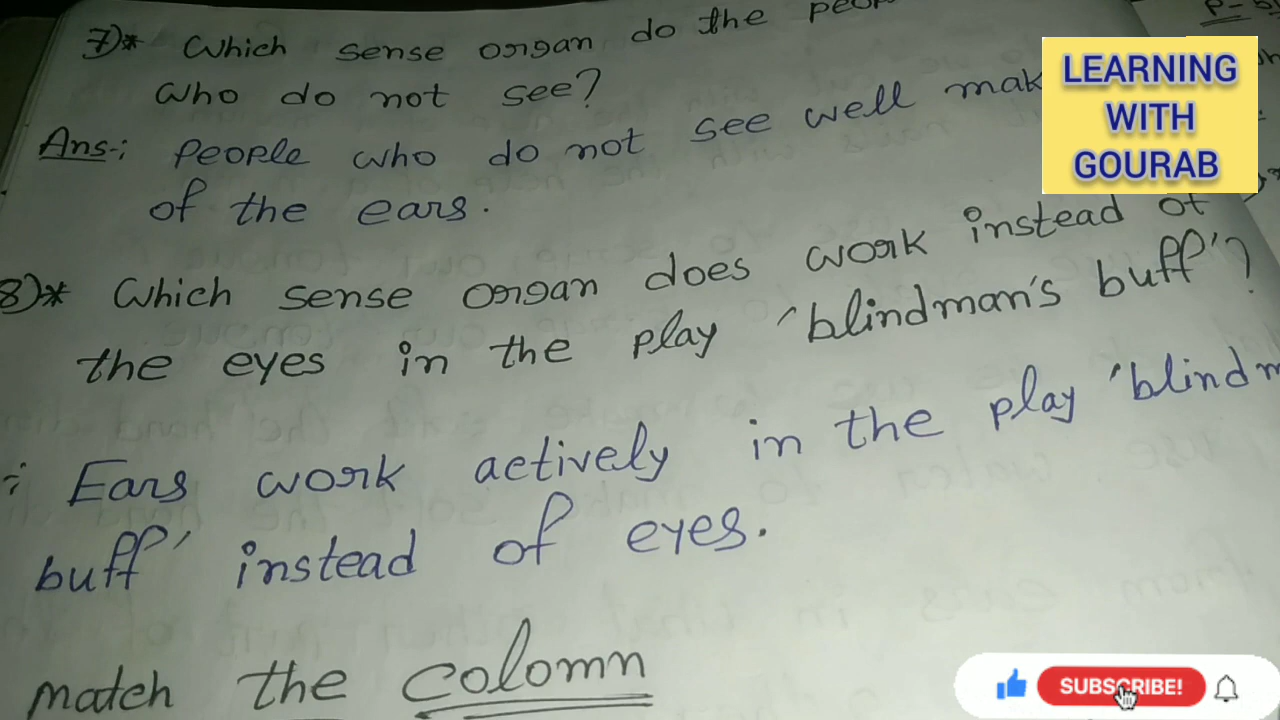 7)* Which sense organ do the
who do not see?
Ans-: People who do not see well
of the ears.
8)* Which sense organ does work instead of
the eyes in the play 'blindman's buff'?
: Ears work actively in the play
buff' instead of eyes.
match the colomn
LEARNING
WITH
GOURAB
SUBSCRIBE!